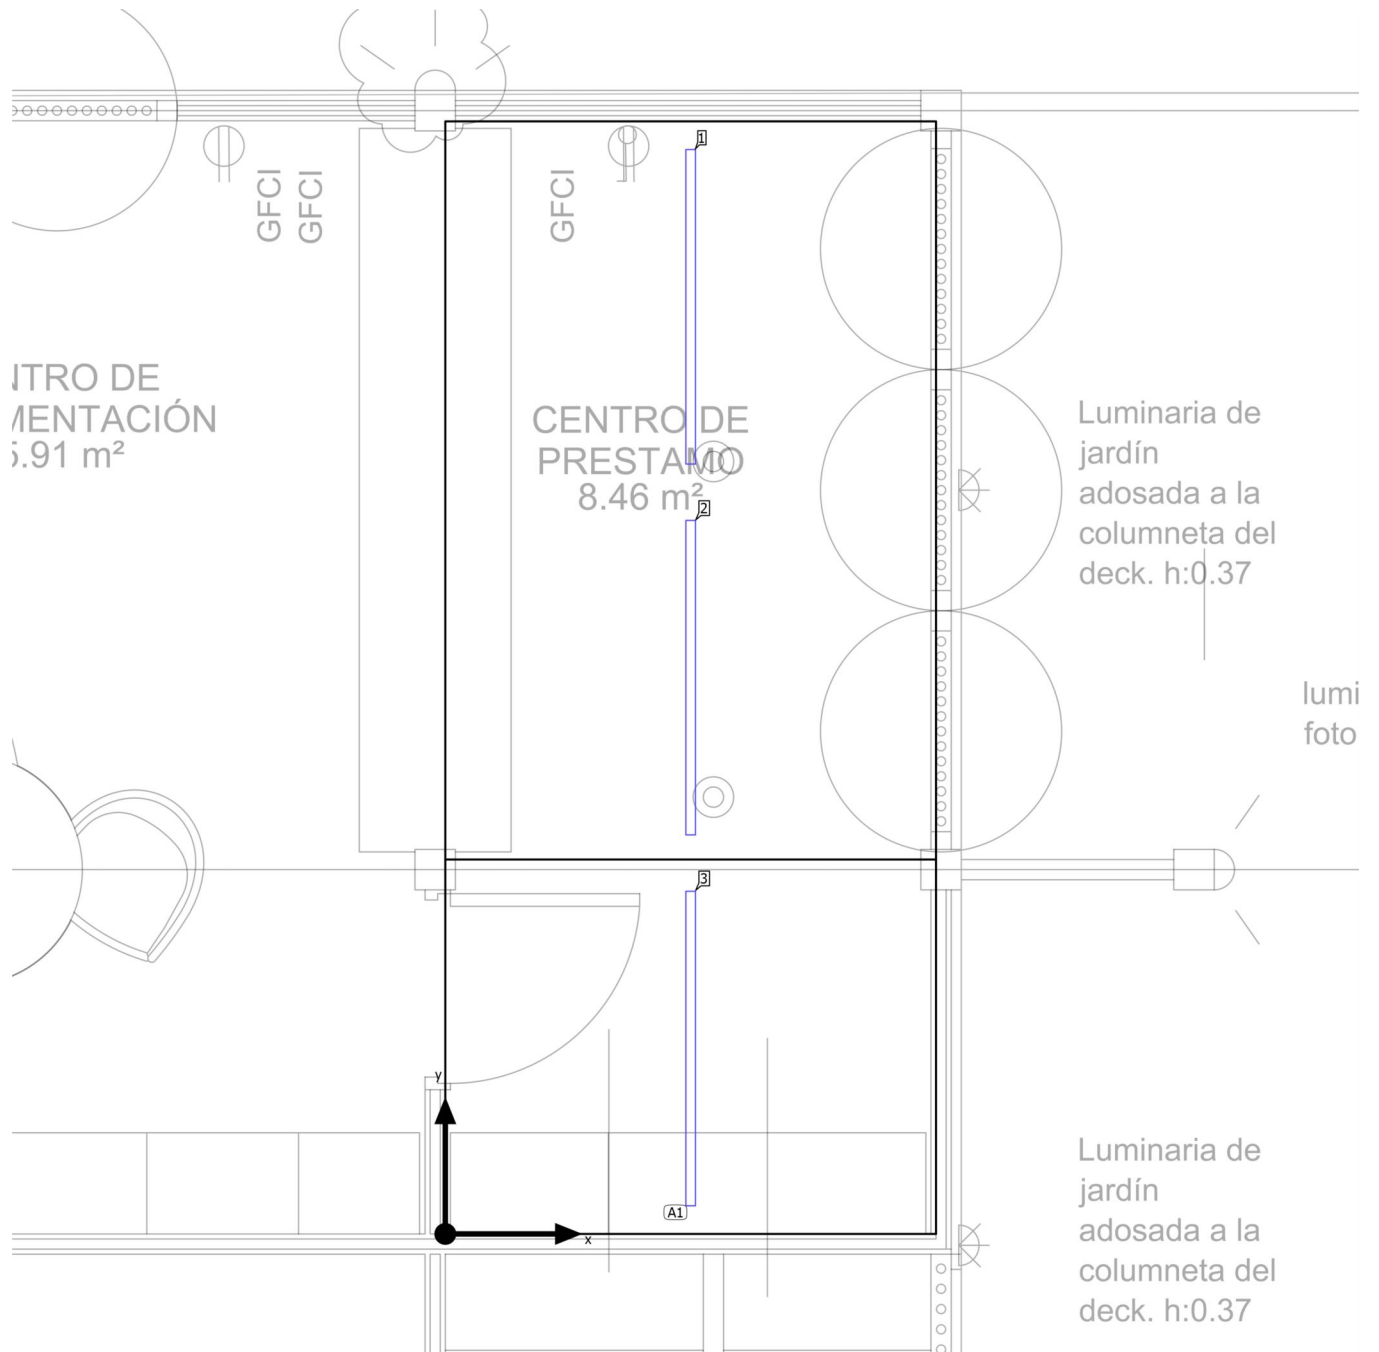 1
GFCI
GFCI
GFCI
NTRO DE
MENTACIÓN
5.91 m²
CENTRO DE
PRESTAMO
8.46 m²
2
Luminaria de
jardín
adosada a la
columneta del
deck. h:0.37
lumi
foto
3
y
A1
x
Luminaria de
jardín
adosada a la
columneta del
deck. h:0.37